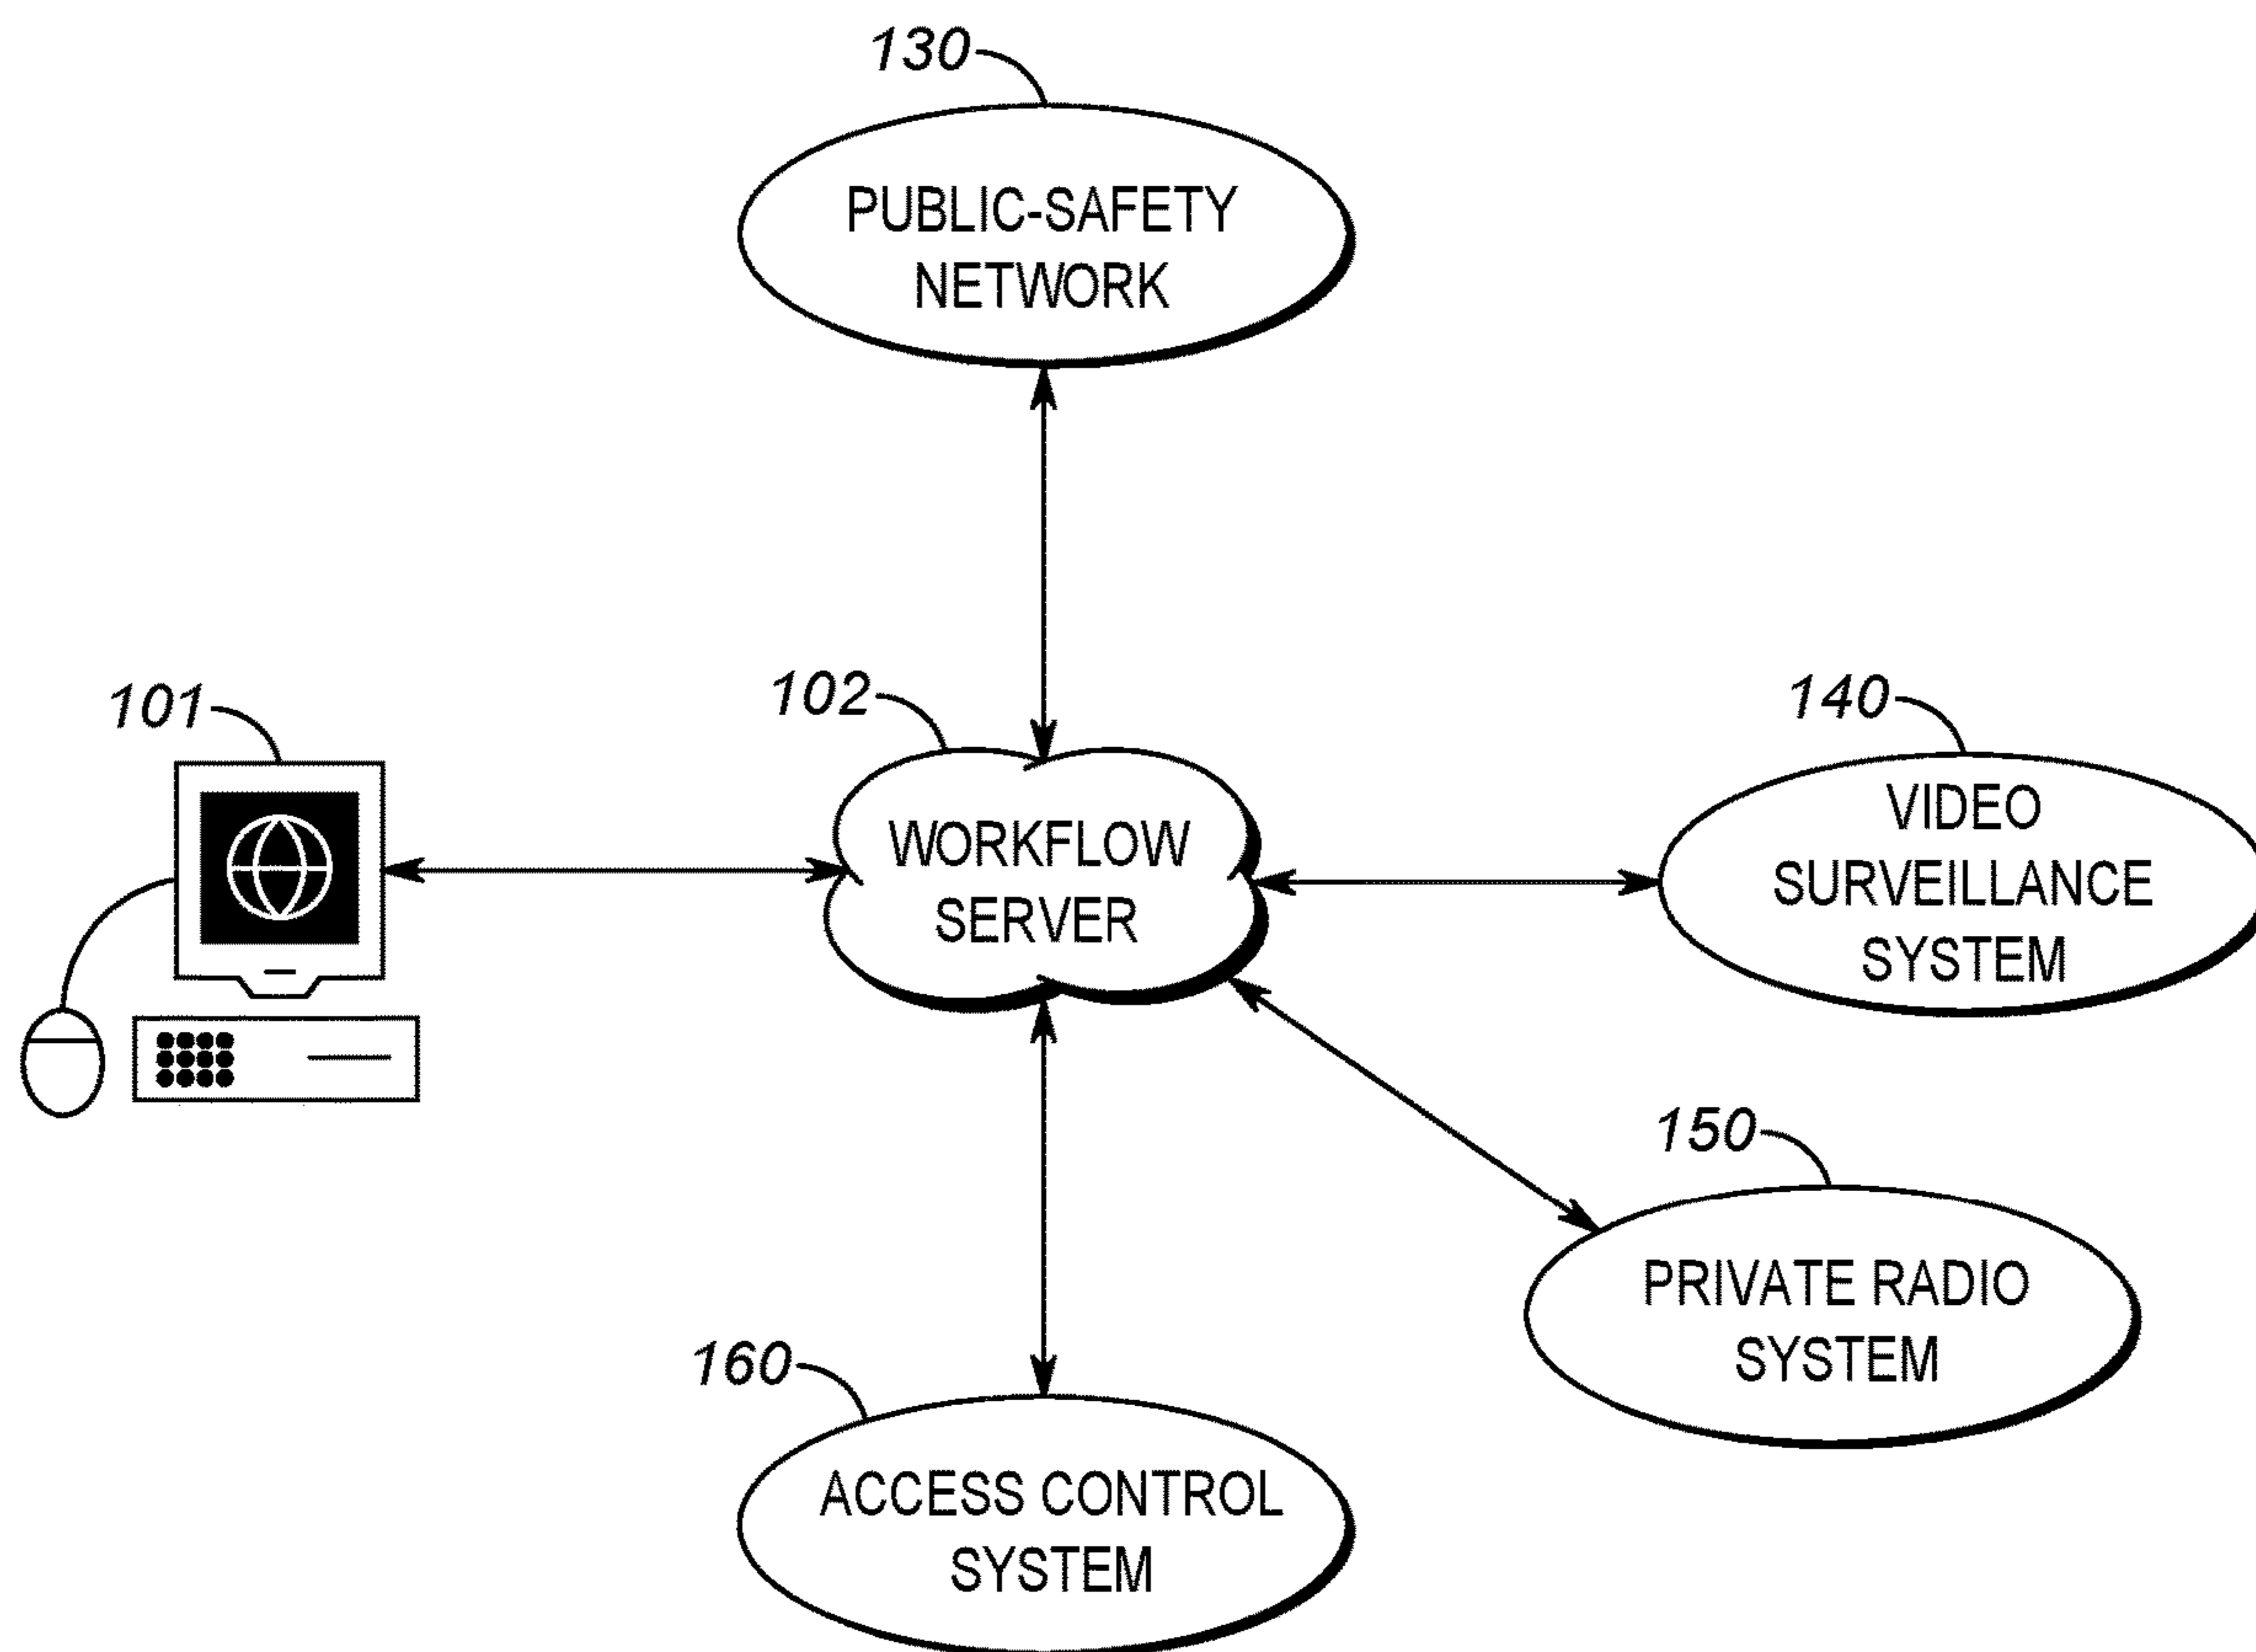 130
PUBLIC-SAFETY
NETWORK
101
102
WORKFLOW
SERVER
140
VIDEO
SURVEILLANCE
SYSTEM
150
PRIVATE RADIO
SYSTEM
160
ACCESS CONTROL
SYSTEM